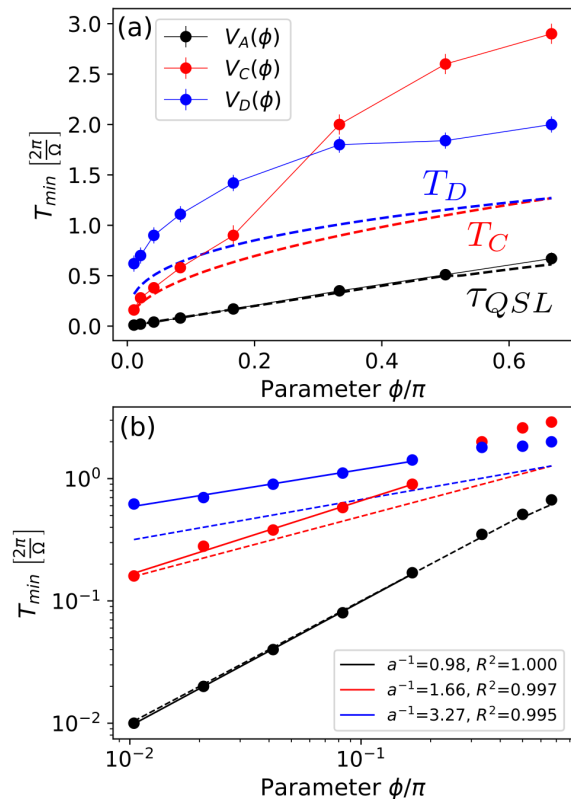 (a)
V_A(ϕ)
V_C(ϕ)
V_D(ϕ)
T_min [2π/Ω]
3.0
2.5
2.0
1.5
1.0
0.5
0.0
T_D
T_C
τ_QSL
0.0 0.2 0.4 0.6
Parameter ϕ/π
(b)
T_min [2π/Ω]
10^0
10^−1
10^−2
a^−1=0.98, R^2=1.000
a^−1=1.66, R^2=0.997
a^−1=3.27, R^2=0.995
10^−2 10^−1
Parameter ϕ/π